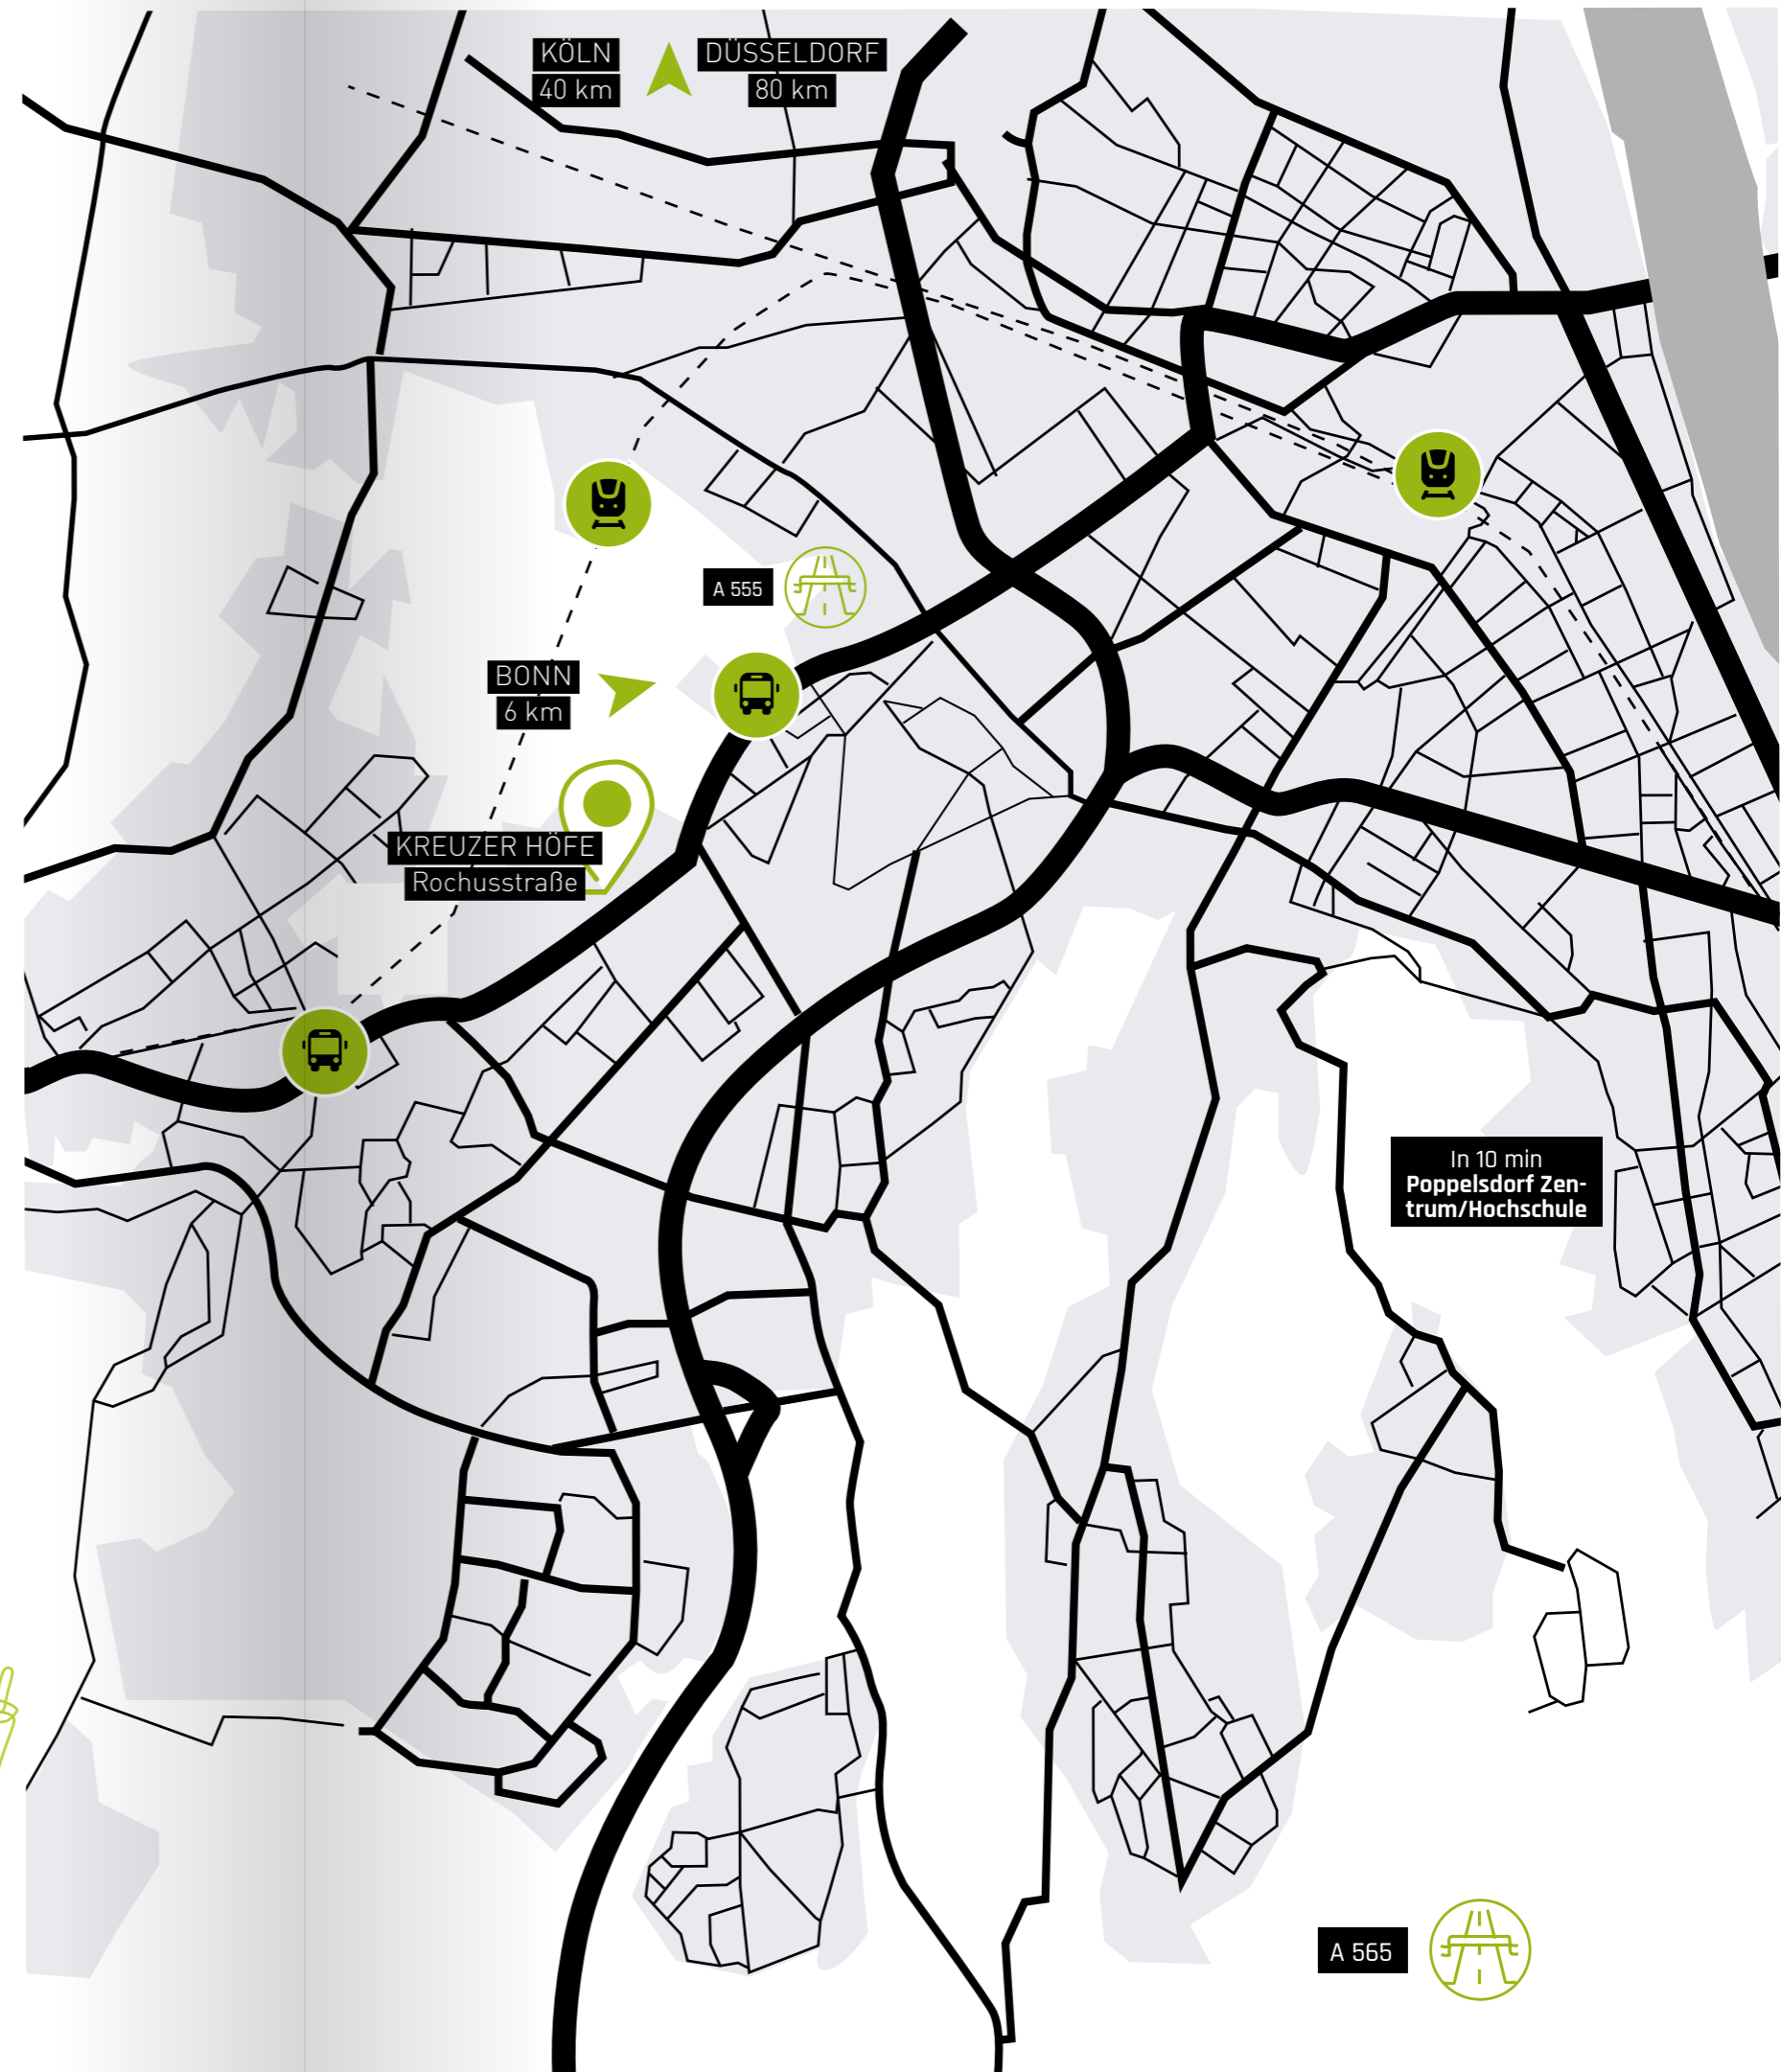 KÖLN
40 km
DÜSSELDORF
80 km
A 555
BONN
6 km
KREUZER HÖFE
Rochusstraße
In 10 min
Poppelsdorf Zen-
trum/Hochschule
A 565